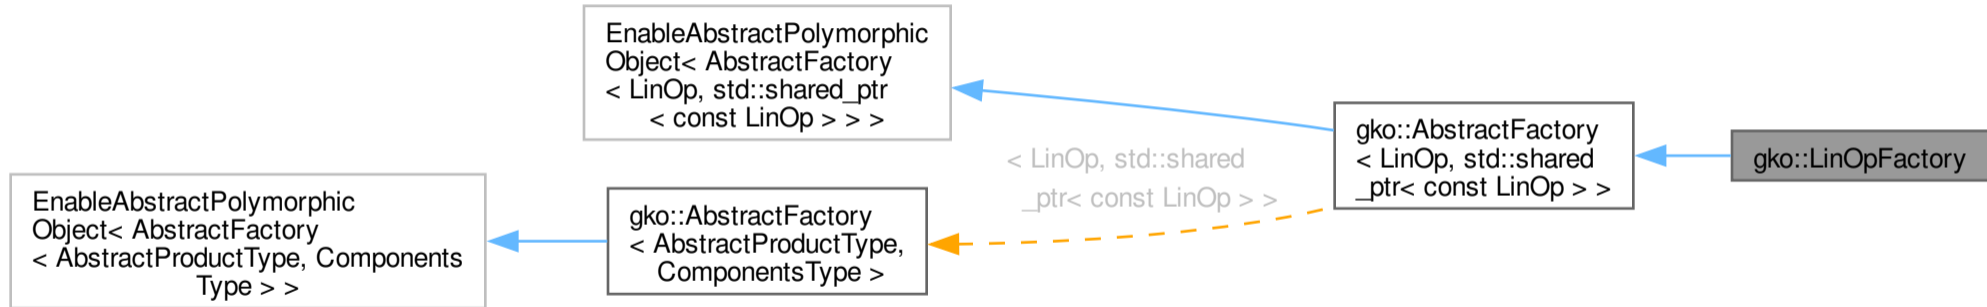 EnableAbstractPolymorphic
Object< AbstractFactory
< LinOp, std::shared_ptr
< const LinOp > > >
gko::AbstractFactory
< LinOp, std::shared
_ptr< const LinOp > >
gko::LinOpFactory
< LinOp, std::shared
_ptr< const LinOp > >
EnableAbstractPolymorphic
Object< AbstractFactory
< AbstractProductType, Components
Type > >
gko::AbstractFactory
< AbstractProductType,
ComponentsType >